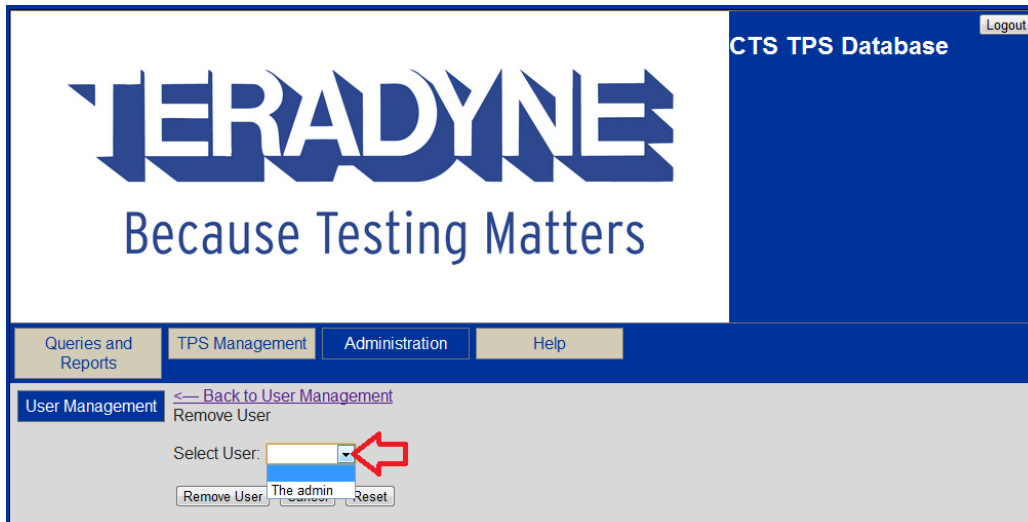 Logout
CTS TPS Database
TERADYNE
Because Testing Matters
Queries and
Reports
TPS Management
Administration
Help
User Management
<— Back to User Management
Remove User
Select User:
The admin
Remove User
Reset